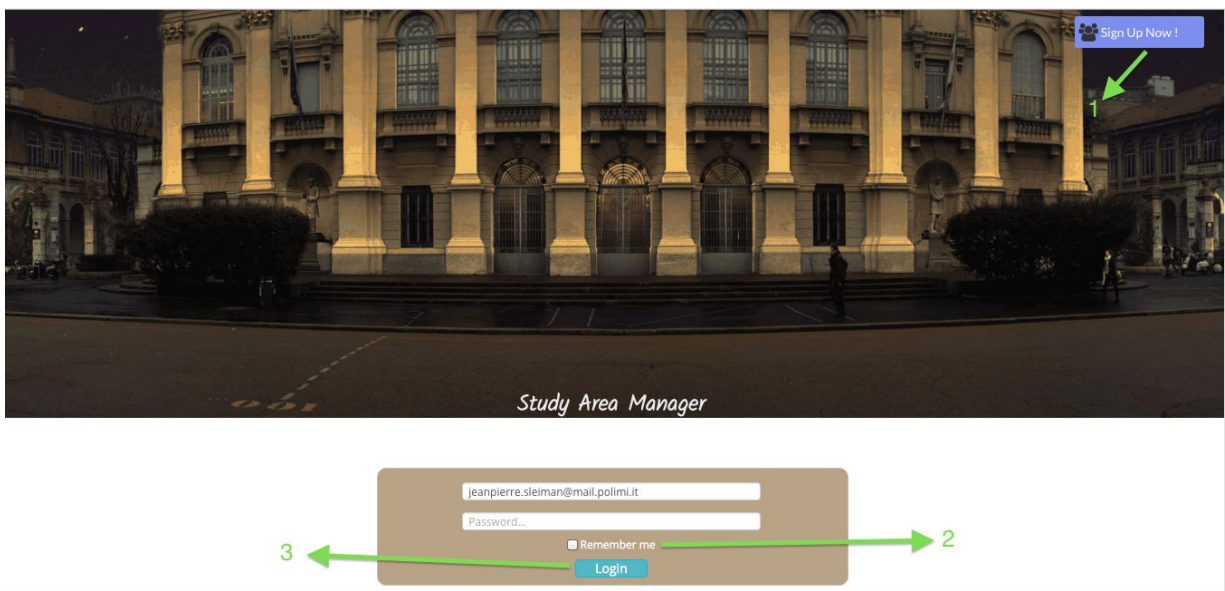 Sign Up Now !
1
Study Area Manager
jeanpierre.sleiman@mail.polimi.it
Password...
Remember me
2
3
Login